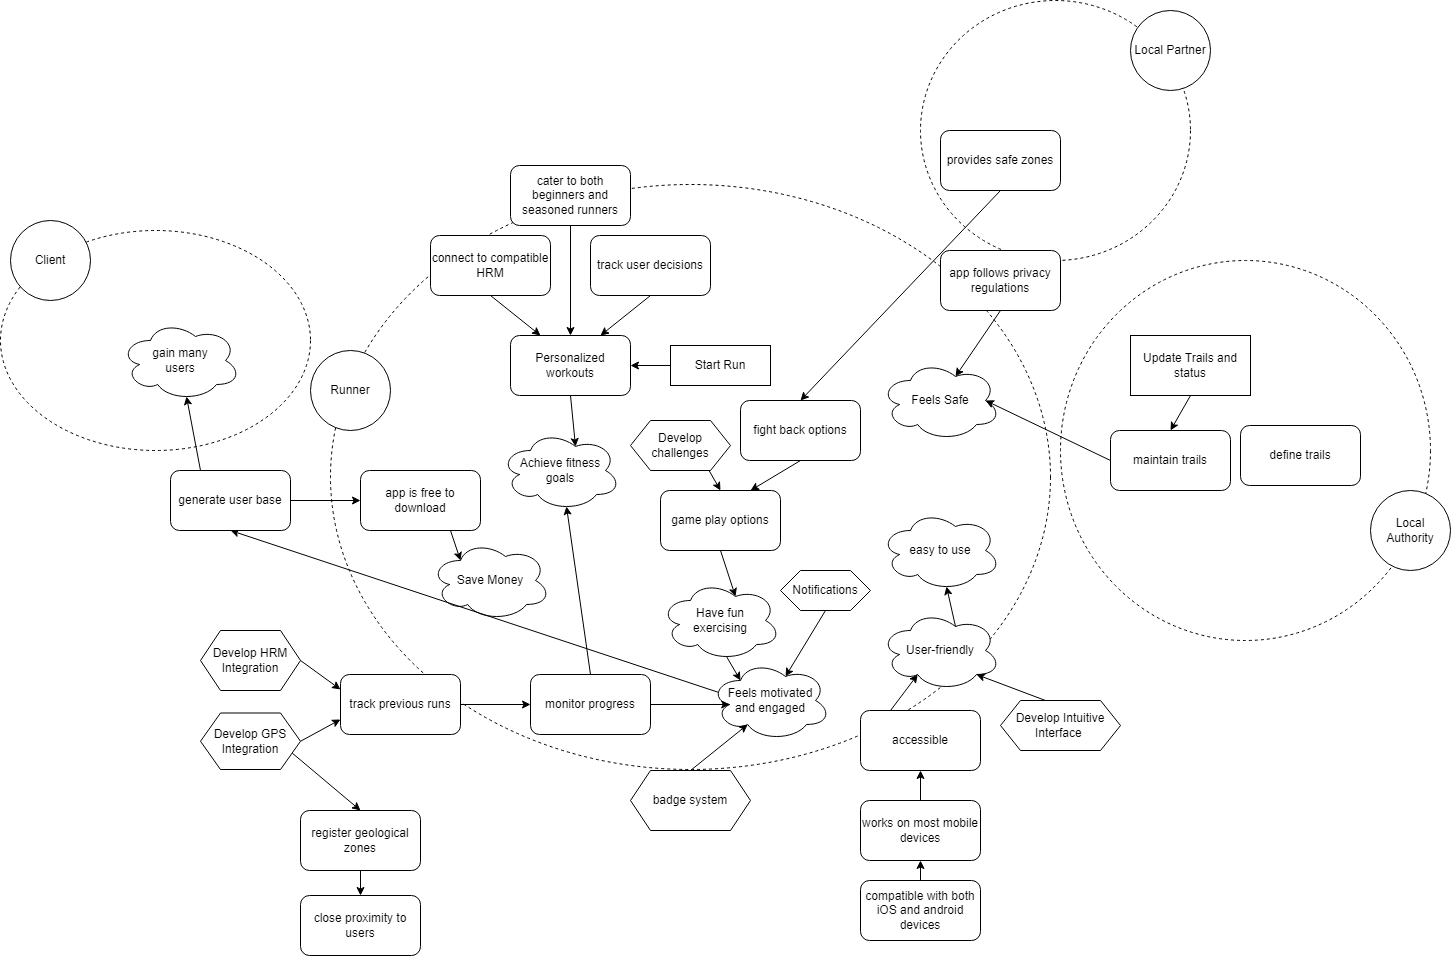 Local Partner
provides safe zones
cater to both
beginners and
seasoned runners
Client
connect to compatible
HRM
track user decisions
app follows privacy
regulations
gain many
users
Runner
Personalized
workouts
Start Run
Update Trails and
status
Feels Safe
Develop
challenges
fight back options
maintain trails
define trails
Achieve fitness
goals
generate user base
app is free to
download
game play options
Local
Authority
easy to use
Save Money
Notifications
Have fun
exercising
Develop HRM
Integration
User-friendly
track previous runs
monitor progress
Feels motivated
and engaged
Develop GPS
Integration
accessible
Develop Intuitive
Interface
badge system
register geological
zones
works on most mobile
devices
close proximity to
users
compatible with both
iOS and android
devices